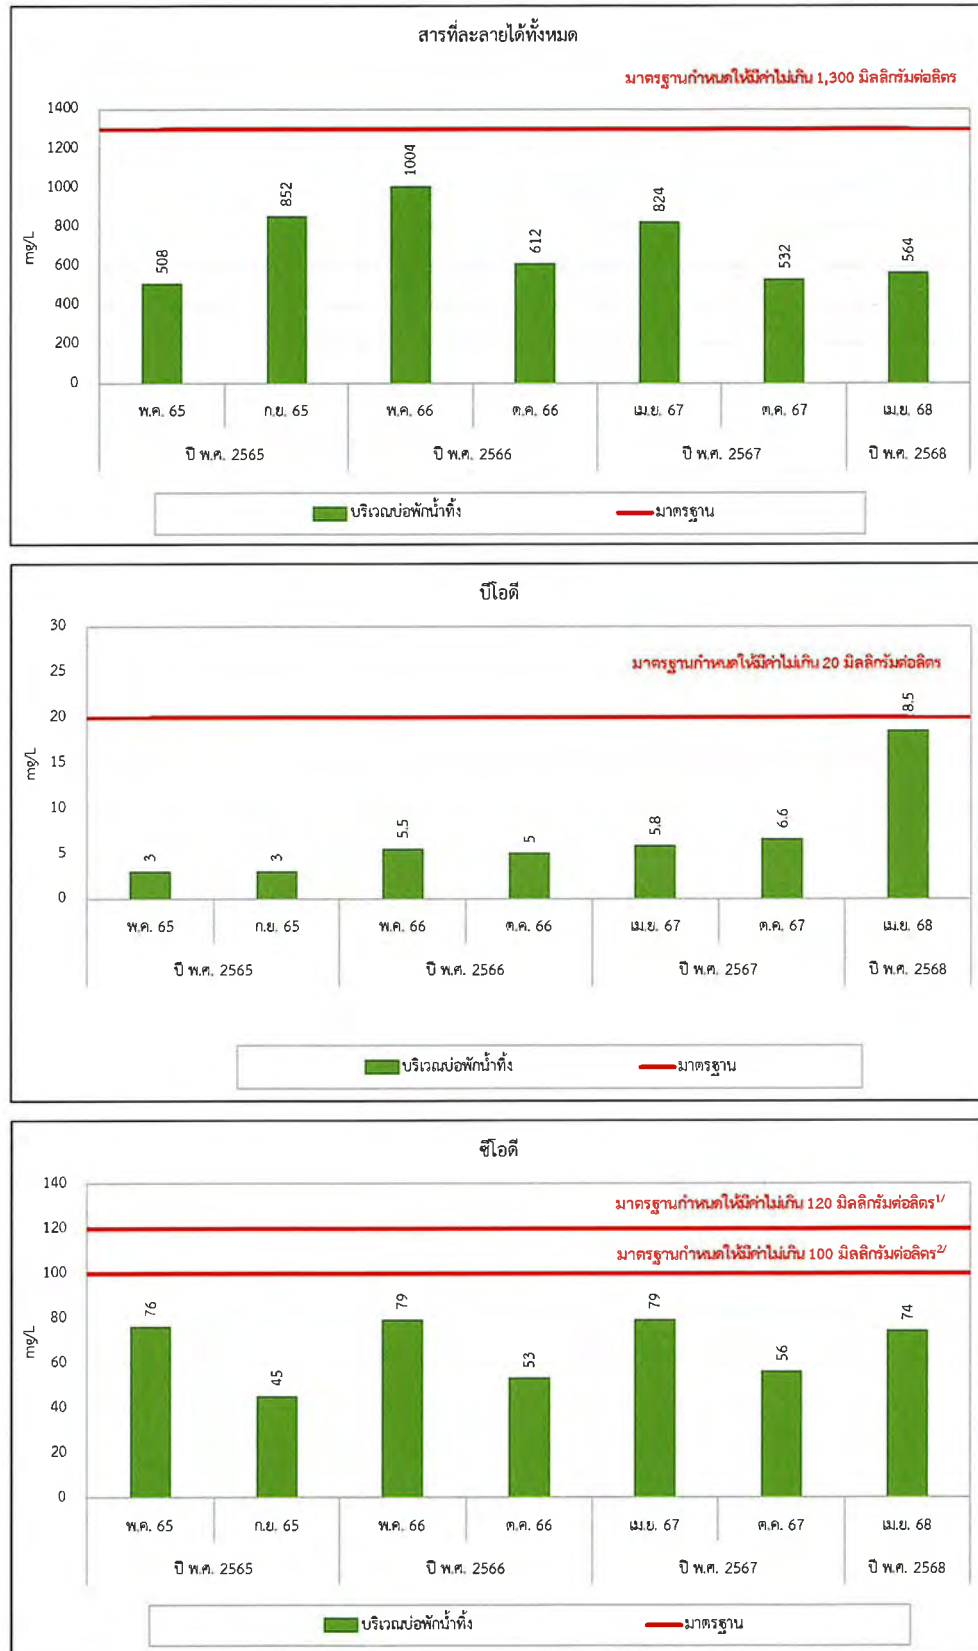 สารที่ละลายได้ทั้งหมด
มาตรฐานกำหนดให้มีค่าไม่เกิน 1,300 มิลลิกรัมต่อลิตร
mg/L
1400
1200
1000
800
600
400
200
0
508
852
1004
612
824
532
564
พ.ค. 65 ก.ย. 65 พ.ค. 66 ต.ค. 66 เม.ย. 67 ต.ค. 67 เม.ย. 68
ปี พ.ศ. 2565 ปี พ.ศ. 2566 ปี พ.ศ. 2567 ปี พ.ศ. 2568
บริเวณบ่อพักน้ำทิ้ง มาตรฐาน
บีโอดี
มาตรฐานกำหนดให้มีค่าไม่เกิน 20 มิลลิกรัมต่อลิตร
mg/L
30
25
20
15
10
5
0
3
3
5.5
5
5.8
6.6
8.5
พ.ค. 65 ก.ย. 65 พ.ค. 66 ต.ค. 66 เม.ย. 67 ต.ค. 67 เม.ย. 68
ปี พ.ศ. 2565 ปี พ.ศ. 2566 ปี พ.ศ. 2567 ปี พ.ศ. 2568
บริเวณบ่อพักน้ำทิ้ง มาตรฐาน
ซีโอดี
มาตรฐานกำหนดให้มีค่าไม่เกิน 120 มิลลิกรัมต่อลิตร1/
มาตรฐานกำหนดให้มีค่าไม่เกิน 100 มิลลิกรัมต่อลิตร2/
mg/L
140
120
100
80
60
40
20
0
76
45
79
53
79
56
74
พ.ค. 65 ก.ย. 65 พ.ค. 66 ต.ค. 66 เม.ย. 67 ต.ค. 67 เม.ย. 68
ปี พ.ศ. 2565 ปี พ.ศ. 2566 ปี พ.ศ. 2567 ปี พ.ศ. 2568
บริเวณบ่อพักน้ำทิ้ง มาตรฐาน